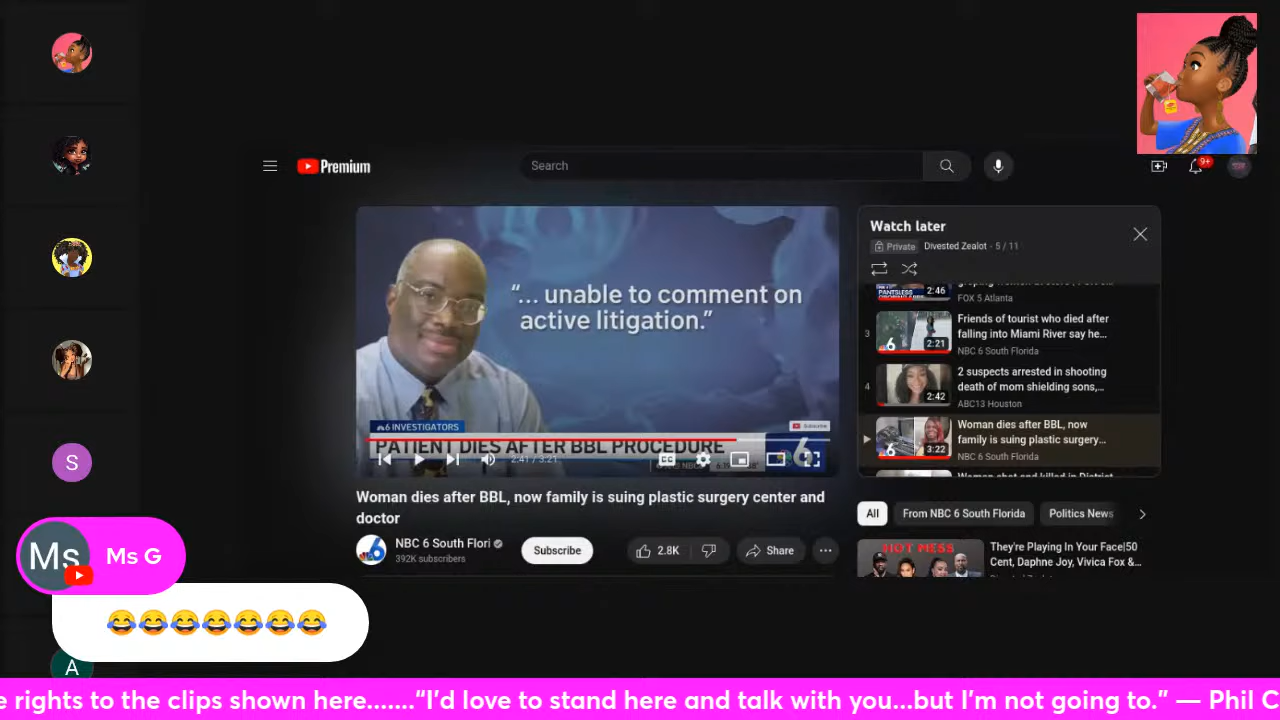 Premium
Search
9+
"... unable to comment on
active litigation."
6 INVESTIGATORS
Subscribe
PATIENT DIES AFTER BBL PROCEDURE
6
2:41 / 3:21
CC
Woman dies after BBL, now family is suing plastic surgery center and
doctor
NBC 6 South Flori
392K subscribers
Subscribe
2.8K
Share
Watch later
Private
Divested Zealot - 5 / 11
2:46
FOX 5 Atlanta
3
Friends of tourist who died after
falling into Miami River say he...
NBC 6 South Florida
6
2:21
4
2 suspects arrested in shooting
death of mom shielding sons,...
ABC13 Houston
2:42
Woman dies after BBL, now
family is suing plastic surgery...
NBC 6 South Florida
6
3:22
All
From NBC 6 South Florida
Politics News
HOT MESS
They're Playing In Your Face|50
Cent, Daphne Joy, Vivica Fox &...
S
Ms
Ms G
😂😂😂😂😂😂😂
A
e rights to the clips shown here.......“I’d love to stand here and talk with you...but I’m not going to.” — Phil C